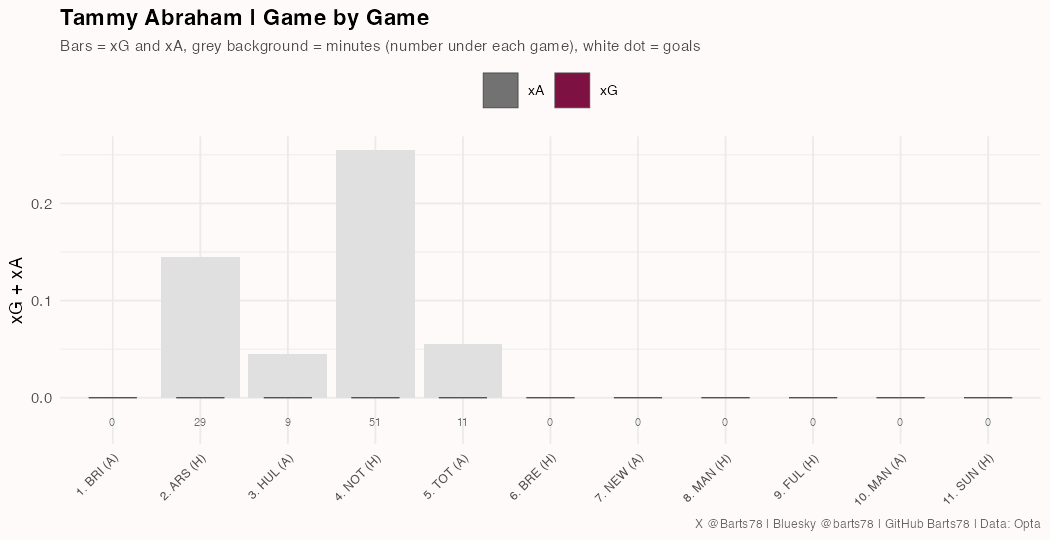 Tammy Abraham | Game by Game
Bars = xG and xA, grey background = minutes (number under each game), white dot = goals
xA
xG
xG + xA
0.2
0.1
0.0
0 29 9 51 11 0 0 0 0 0 0
1. BRI (A)
2. ARS (H)
3. HUL (A)
4. NOT (H)
5. TOT (A)
6. BRE (H)
7. NEW (A)
8. MAN (H)
9. FUL (H)
10. MAN (A)
11. SUN (H)
X @Barts78 | Bluesky @barts78 | GitHub Barts78 | Data: Opta